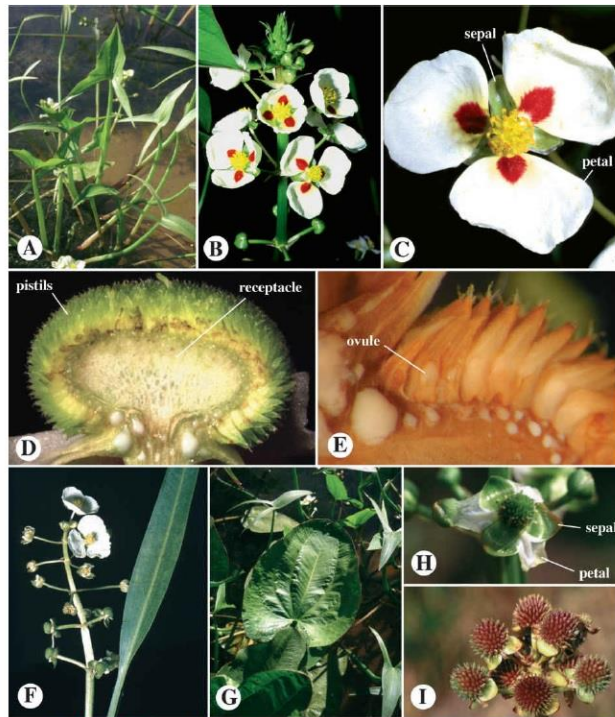 A
B
sepal
petal
C
pistils
receptacle
D
ovule
E
F
G
sepal
petal
H
I